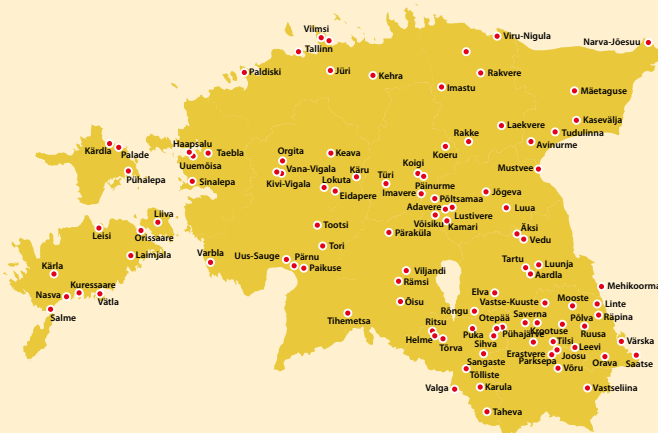 Viimsi
Tallinn
Viru-Nigula
Narva-Jõesuu
Paldiski
Jüri
Kehra
Rakvere
Imastu
Mäetaguse
Kasevälja
Laekvere
Tudulinna
Avinurme
Rakke
Koeru
Kärdla
Palade
Pühalepa
Haapsalu
Uuemõisa
Taebla
Sinalepa
Orgita
Vana-Vigala
Kivi-Vigala
Keava
Lokuta
Käru
Eidapere
Türi
Koigi
Päinurme
Imavere
Mustvee
Jõgeva
Põltsamaa
Adavere
Lustivere
Võisiku
Kamari
Luua
Liiva
Leisi
Orissaare
Tootsi
Päraküla
Äksi
Vedu
Tori
Varbla
Uus-Sauge
Pärnu
Paikuse
Laimjala
Kärla
Kuressaare
Nasva
Vätla
Salme
Viljandi
Rämsi
Õisu
Tartu
Luunja
Aardla
Mehikoorma
Elva
Vastse-Kuuste
Mooste
Linte
Räpina
Rõngu
Otepää
Saverna
Põlva
Tihemetsa
Ritsu
Helme
Tõrva
Puka
Pühajärve
Krootuse
Ruusa
Sihva
Tilsi
Leevi
Värska
Erastvere
Joosu
Orava
Saatse
Sangaste
Parksepa
Tõlliste
Võru
Valga
Karula
Vastseliina
Taheva